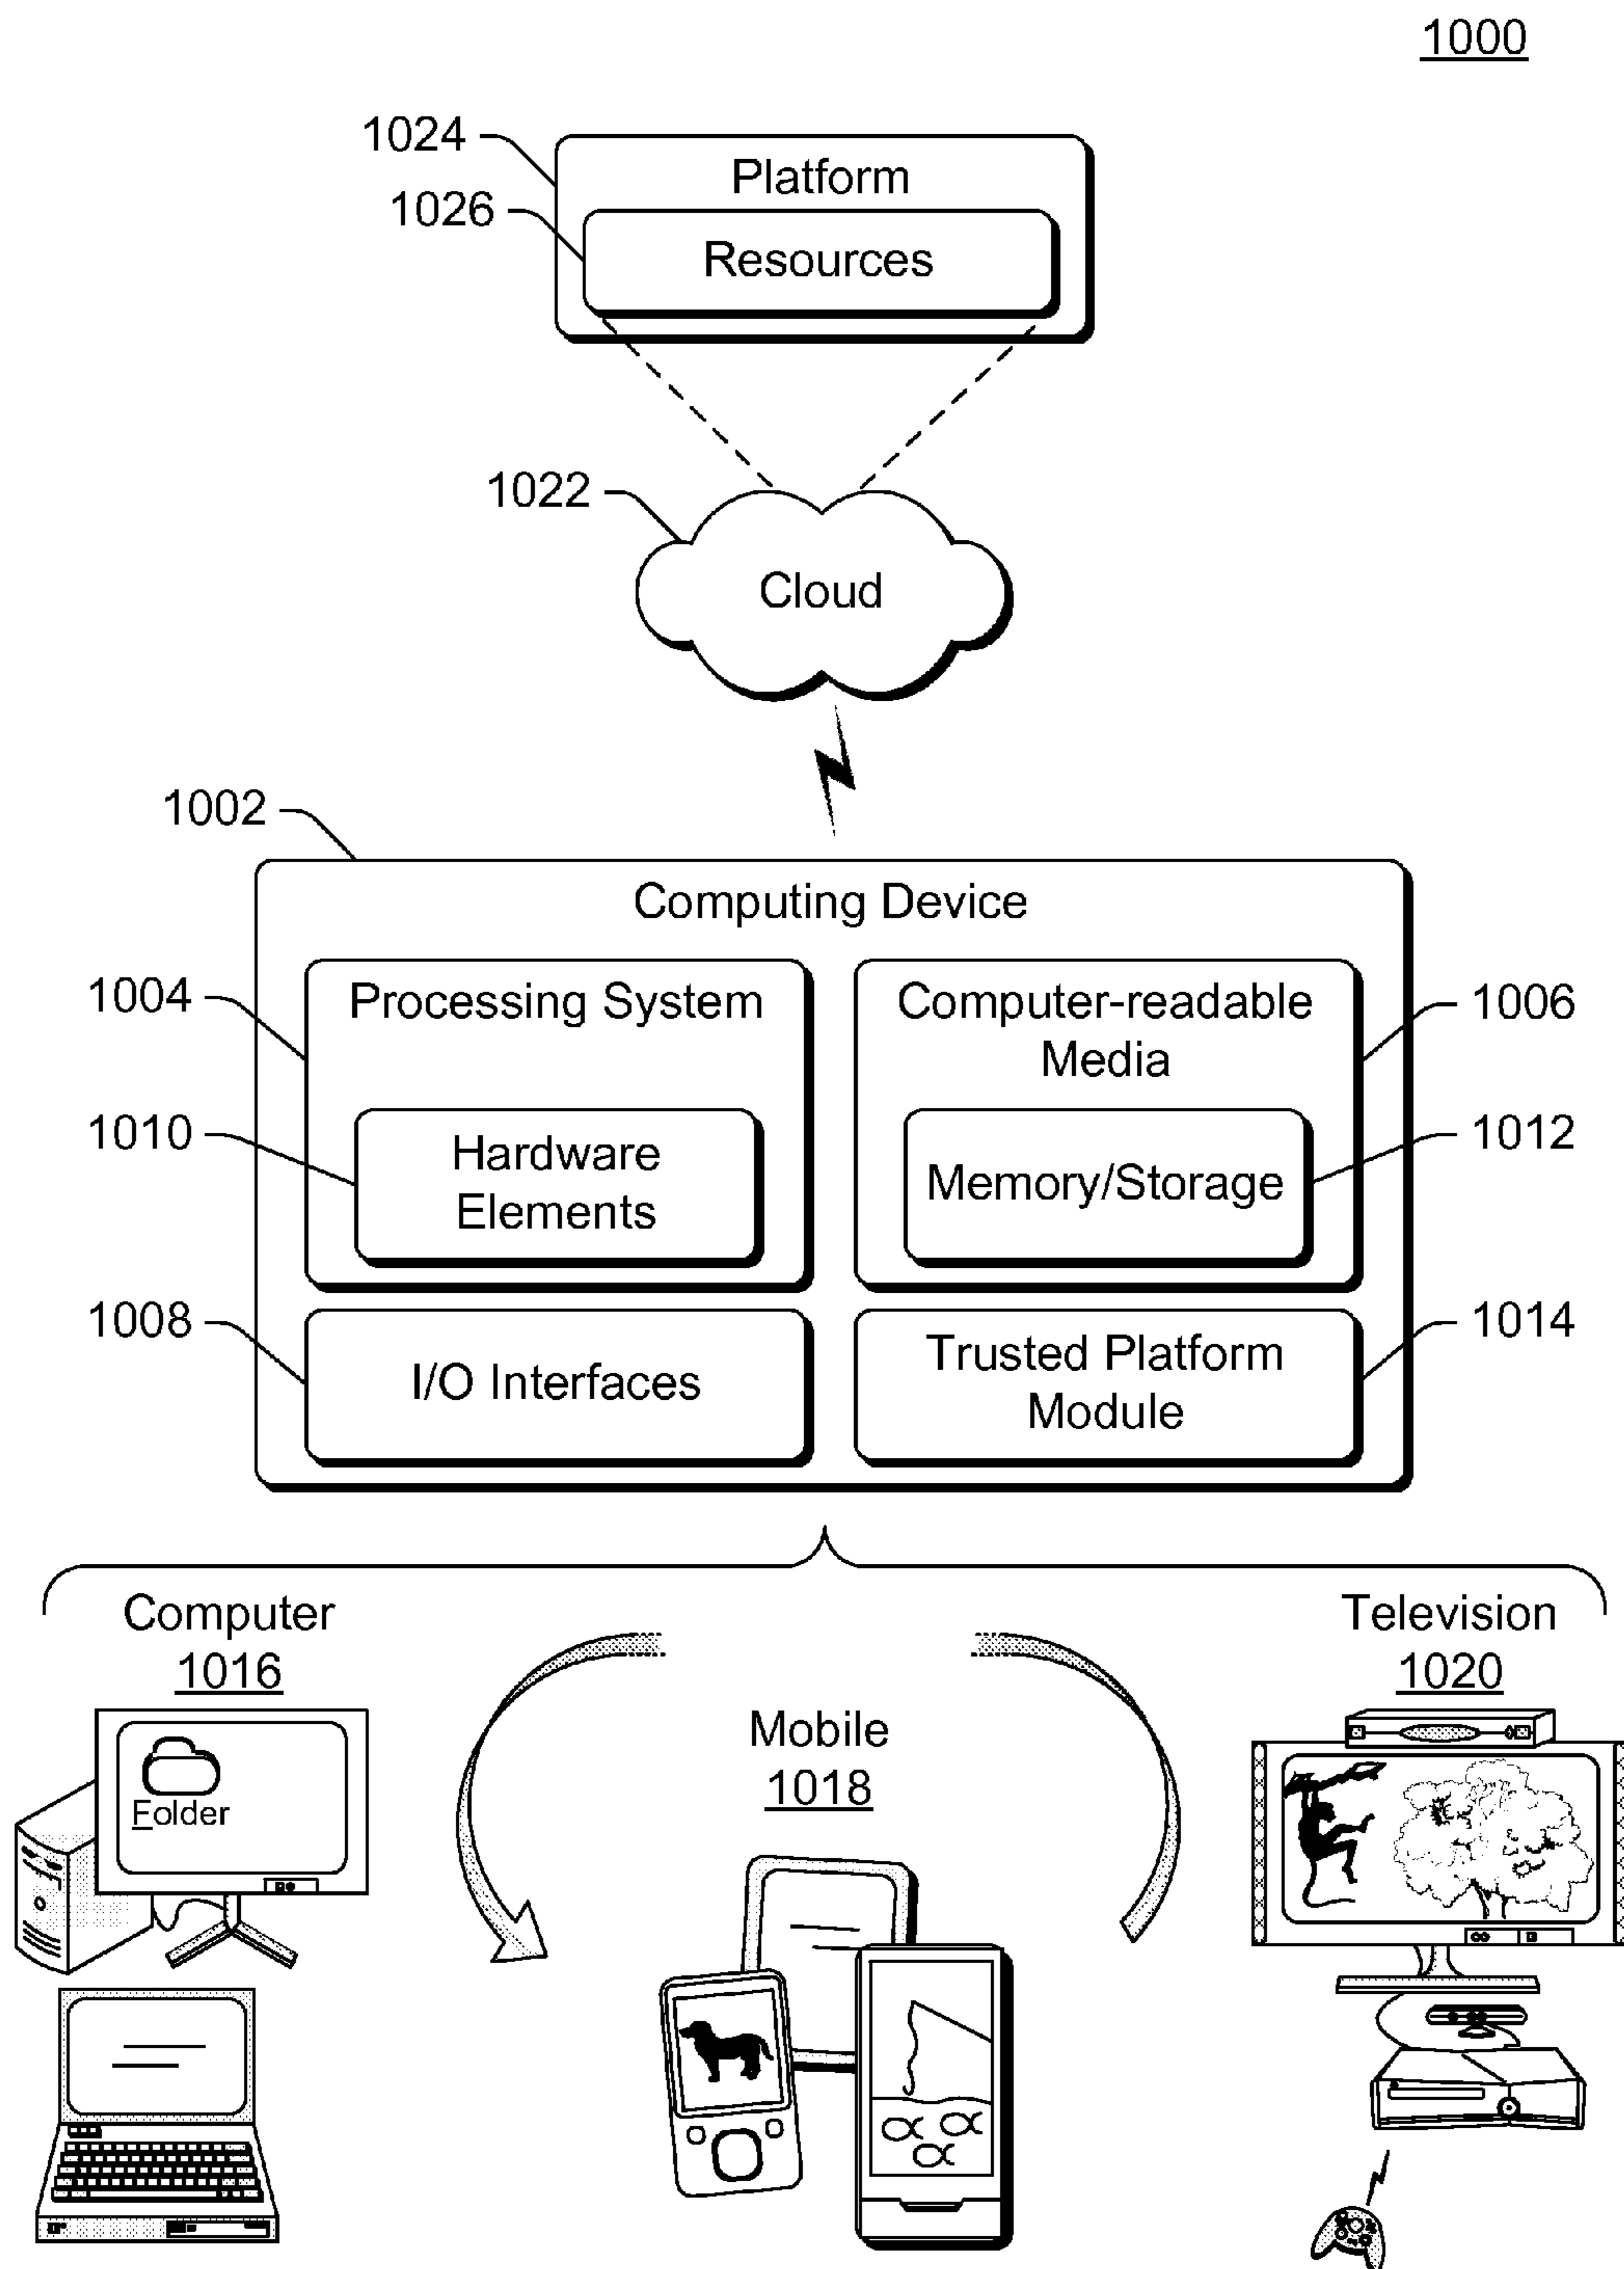 1000
1024
Platform
1026
Resources
1022
Cloud
1002
Computing Device
1004
Processing System
Computer-readable
Media
1006
1010
Hardware
Elements
Memory/Storage
1012
1008
I/O Interfaces
Trusted Platform
Module
1014
Computer
1016
Folder
Mobile
1018
Television
1020